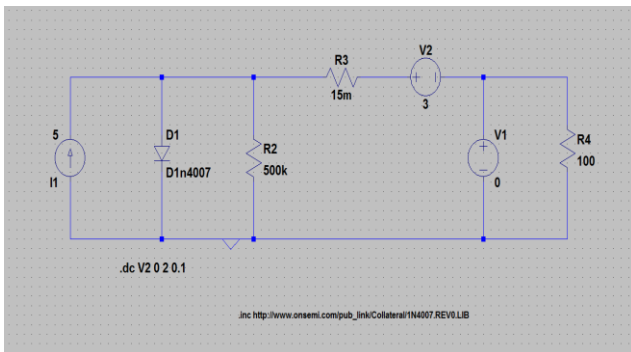 V2
R3
15m
3
5
D1
R2
V1
R4
I1
D1n4007
500k
0
100
.dc V2 0 2 0.1
.inc http://www.onsemi.com/pub_link/Collateral/1N4007.REV0.LIB